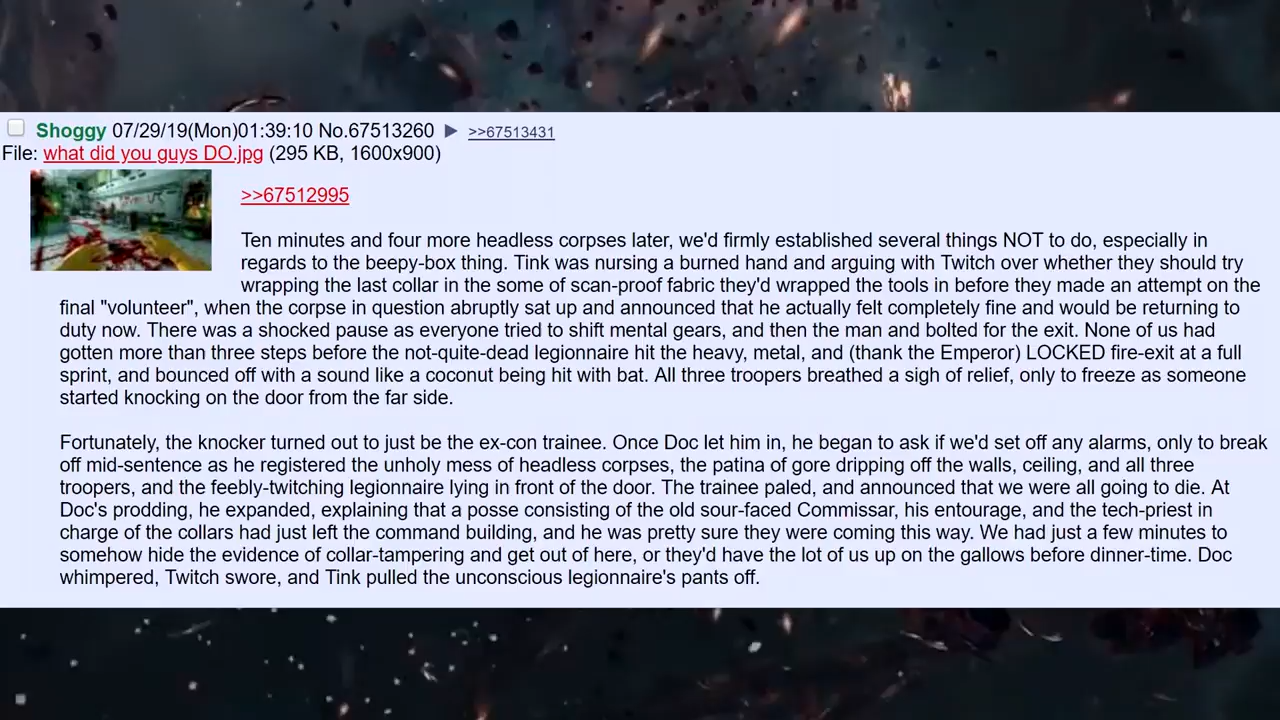 Shoggy 07/29/19(Mon)01:39:10 No.67513260 ▶ >>67513431
File: what did you guys DO.jpg (295 KB, 1600x900)
>>67512995
Ten minutes and four more headless corpses later, we'd firmly established several things NOT to do, especially in
regards to the beepy-box thing. Tink was nursing a burned hand and arguing with Twitch over whether they should try
wrapping the last collar in the some of scan-proof fabric they'd wrapped the tools in before they made an attempt on the
final "volunteer", when the corpse in question abruptly sat up and announced that he actually felt completely fine and would be returning to
duty now. There was a shocked pause as everyone tried to shift mental gears, and then the man and bolted for the exit. None of us had
gotten more than three steps before the not-quite-dead legionnaire hit the heavy, metal, and (thank the Emperor) LOCKED fire-exit at a full
sprint, and bounced off with a sound like a coconut being hit with bat. All three troopers breathed a sigh of relief, only to freeze as someone
started knocking on the door from the far side.
Fortunately, the knocker turned out to just be the ex-con trainee. Once Doc let him in, he began to ask if we'd set off any alarms, only to break
off mid-sentence as he registered the unholy mess of headless corpses, the patina of gore dripping off the walls, ceiling, and all three
troopers, and the feebly-twitching legionnaire lying in front of the door. The trainee paled, and announced that we were all going to die. At
Doc's prodding, he expanded, explaining that a posse consisting of the old sour-faced Commissar, his entourage, and the tech-priest in
charge of the collars had just left the command building, and he was pretty sure they were coming this way. We had just a few minutes to
somehow hide the evidence of collar-tampering and get out of here, or they'd have the lot of us up on the gallows before dinner-time. Doc
whimpered, Twitch swore, and Tink pulled the unconscious legionnaire's pants off.